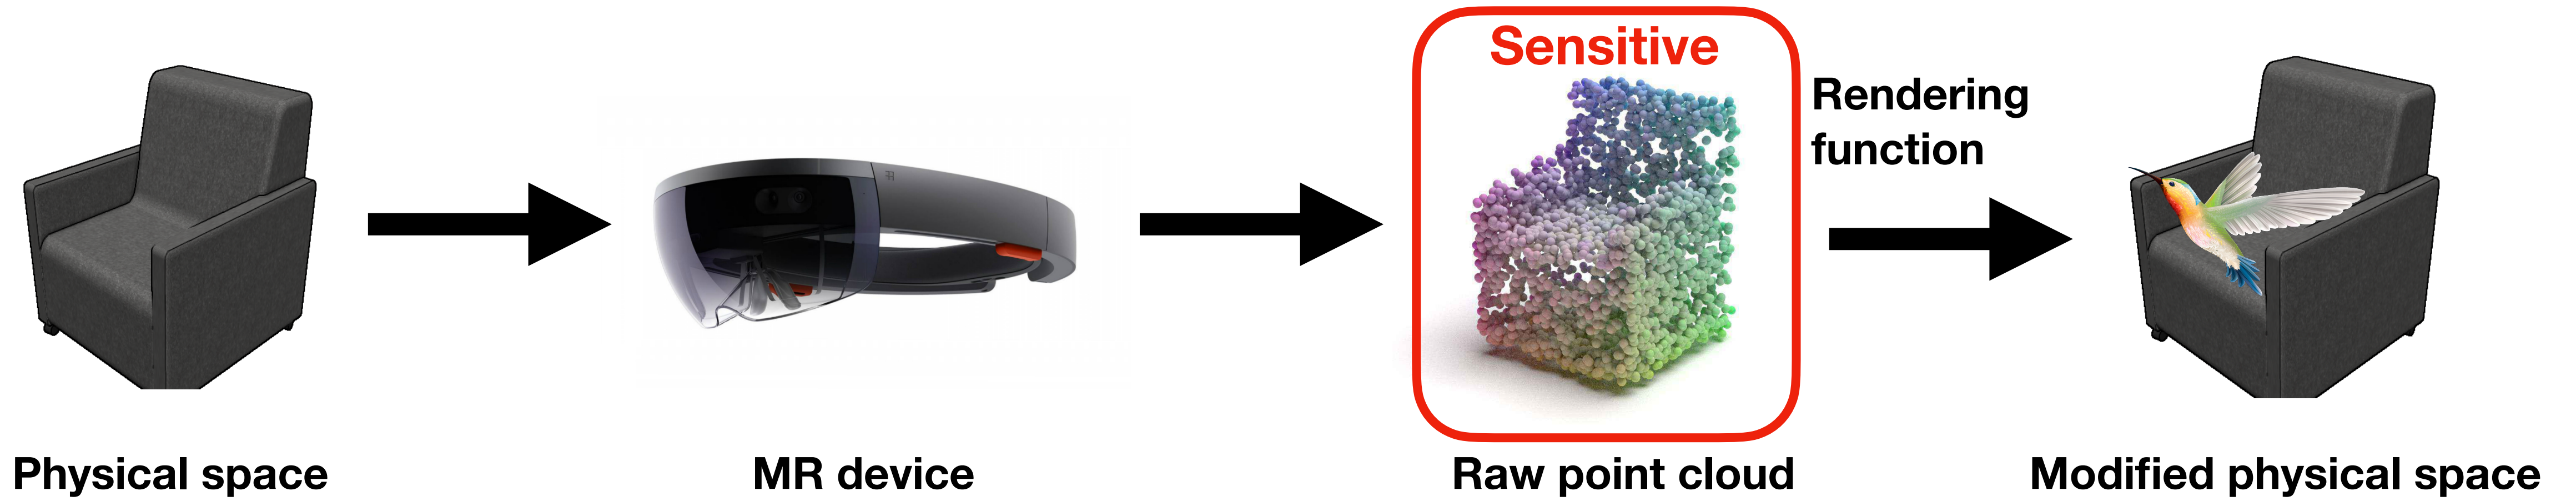 Sensitive
Rendering
function
Physical space
MR device
Raw point cloud
Modified physical space